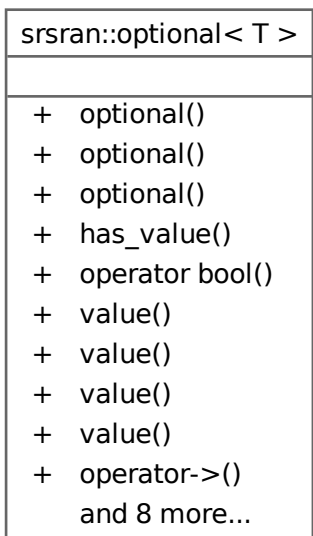 srsran::optional< T >
+ optional()
+ optional()
+ optional()
+ has_value()
+ operator bool()
+ value()
+ value()
+ value()
+ value()
+ operator->()
and 8 more...